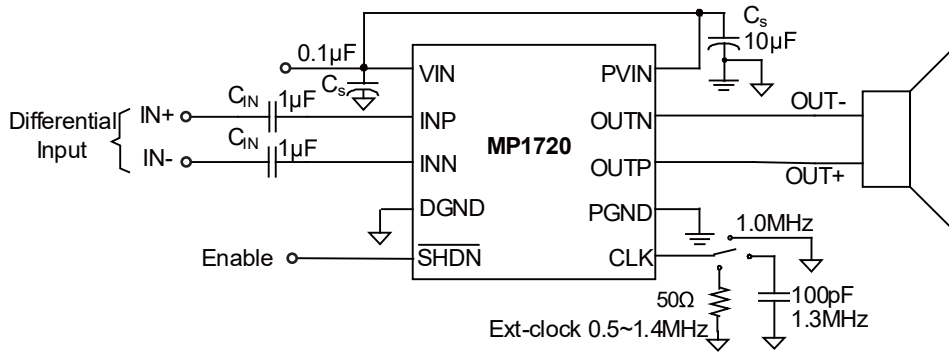 Cs
10μF
0.1μF
Cs
VIN
PVIN
Differential
Input
IN+
CIN
1μF
INP
OUTN
OUT-
MP1720
IN-
CIN
1μF
INN
OUTP
OUT+
DGND
PGND
1.0MHz
Enable
SHDN
CLK
50Ω
100pF
1.3MHz
Ext-clock 0.5~1.4MHz